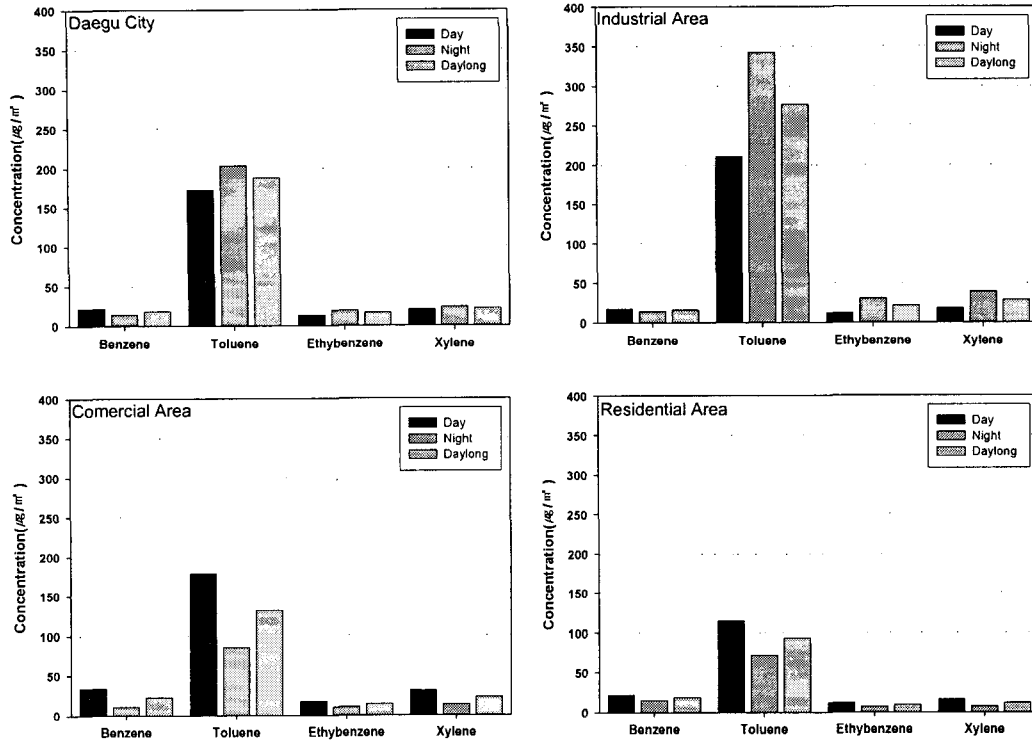 Daegu City
Day
Night
Daylong
Concentration(㎍/㎥)
400
350
300
250
200
150
100
50
0
Benzene Toluene Ethybenzene Xylene
Industrial Area
Day
Night
Daylong
Concentration(㎍/㎥)
400
350
300
250
200
150
100
50
0
Benzene Toluene Ethybenzene Xylene
Comercial Area
Day
Night
Daylong
Concentration(㎍/㎥)
400
350
300
250
200
150
100
50
0
Benzene Toluene Ethybenzene Xylene
Residential Area
Day
Night
Daylong
Concentration(㎍/㎥)
400
350
300
250
200
150
100
50
0
Benzene Toluene Ethybenzene Xylene